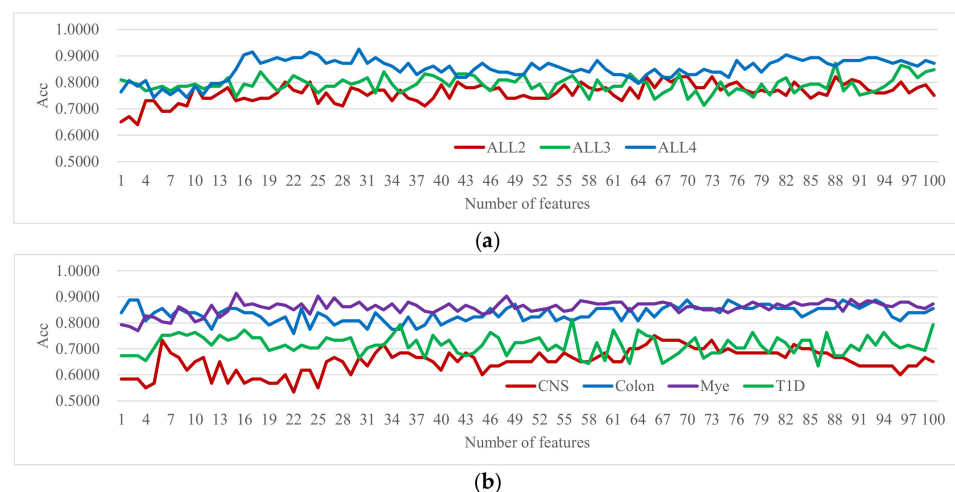 1.0000
0.9000
0.8000
0.7000
0.6000
0.5000
Acc
ALL2 ALL3 ALL4
1 4 7 10 13 16 19 22 25 28 31 34 37 40 43 46 49 52 55 58 61 64 67 70 73 76 79 82 85 88 91 94 97 100
Number of features
(a)
1.0000
0.9000
0.8000
0.7000
0.6000
0.5000
Acc
CNS Colon Mye T1D
1 4 7 10 13 16 19 22 25 28 31 34 37 40 43 46 49 52 55 58 61 64 67 70 73 76 79 82 85 88 91 94 97 100
Number of features
(b)